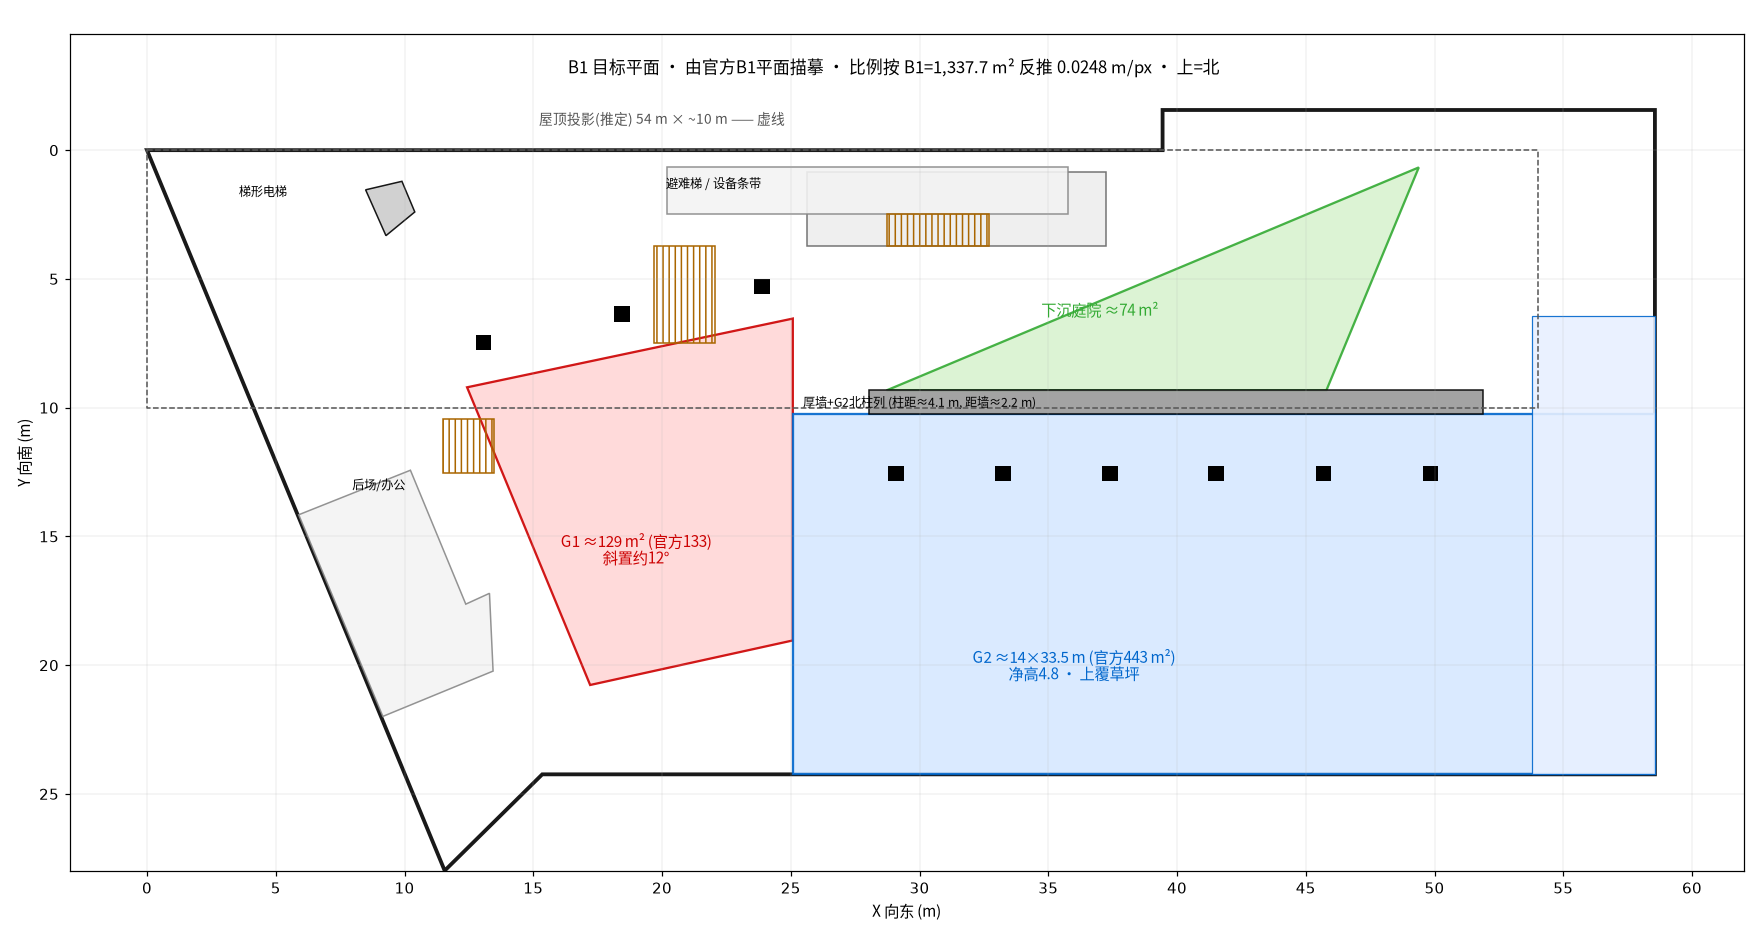 B1 目标平面 · 由官方B1平面描摹 · 比例按 B1=1,337.7 m² 反推 0.0248 m/px · 上=北
屋顶投影(推定) 54 m × ~10 m —— 虚线
梯形电梯
避难梯 / 设备条带
下沉庭院 ≈74 m²
厚墙+G2北柱列 (柱距≈4.1 m, 距墙≈2.2 m)
后场/办公
G1 ≈129 m² (官方133)
斜置约12°
G2 ≈14×33.5 m (官方443 m²)
净高4.8 · 上覆草坪
Y 向南 (m)
0
5
10
15
20
25
0 5 10 15 20 25 30 35 40 45 50 55 60
X 向东 (m)